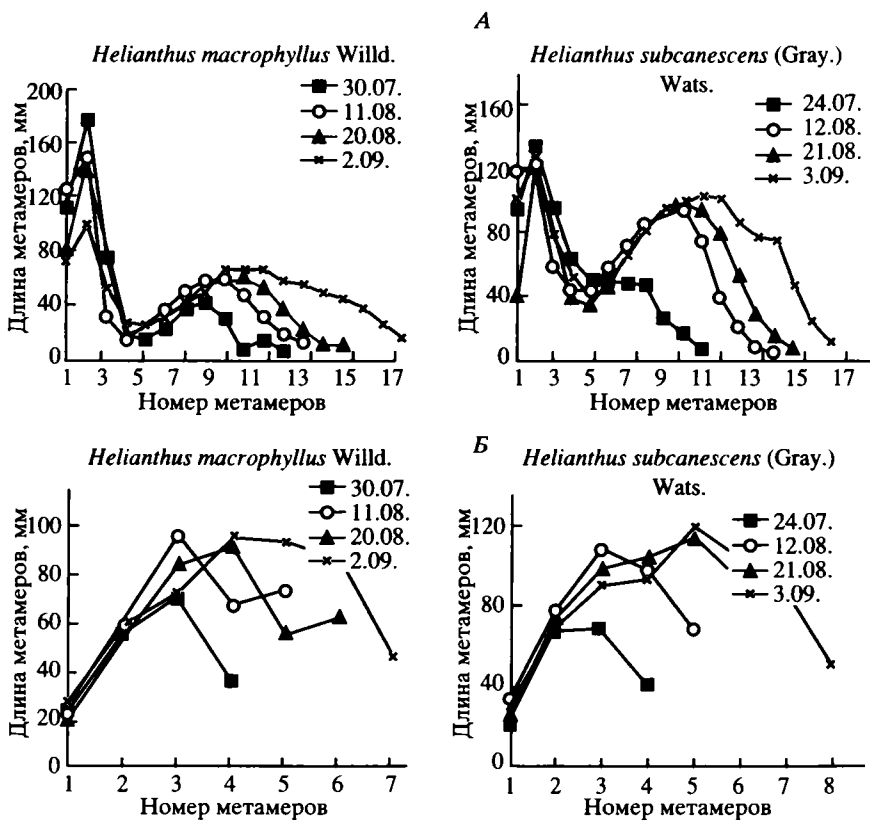 А
Helianthus macrophyllus Willd.
30.07.
11.08.
20.08.
2.09.
Длина метамеров, мм
200
160
120
80
40
0
1 3 5 7 9 11 13 15 17
Номер метамеров
Helianthus subcanescens (Gray.)
Wats.
24.07.
12.08.
21.08.
3.09.
Длина метамеров, мм
160
120
80
40
0
1 3 5 7 9 11 13 14 16
Номер метамеров
Б
Helianthus macrophyllus Willd.
30.07.
11.08.
20.08.
2.09.
Длина метамеров, мм
100
80
60
40
20
0
1 2 3 4 5 6 7
Номер метамеров
Helianthus subcanescens (Gray.)
Wats.
24.07.
12.08.
21.08.
3.09.
Длина метамеров, мм
120
80
40
0
1 2 3 4 5 6 7 8
Номер метамеров